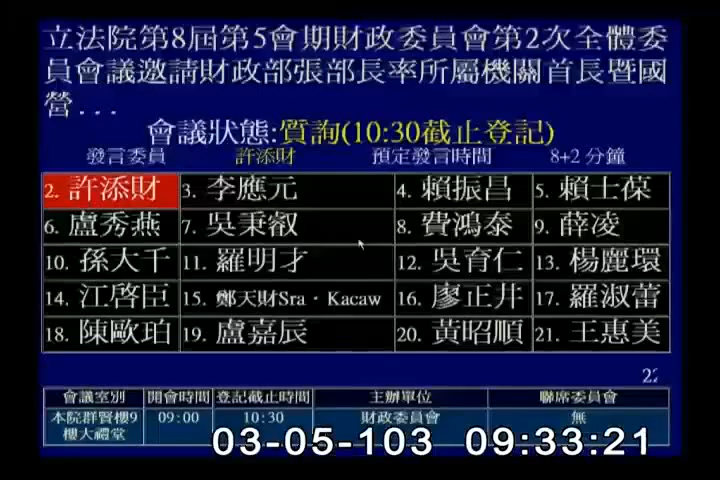 立法院第8屆第5會期財政委員會第2次全體委
員會議邀請財政部張部長率所屬機關首長暨國
營...
會議狀態:質詢(10:30截止登記)
發言委員 許添財 預定發言時間 8+2 分鐘
2. 許添財 3. 李應元 4. 賴振昌 5. 賴士葆
6. 盧秀燕 7. 吳秉叡 8. 費鴻泰 9. 薛凌
10. 孫大千 11. 羅明才 12. 吳育仁 13. 楊麗環
14. 江啓臣 15. 鄭天財Sra．Kacaw 16. 廖正井 17. 羅淑蕾
18. 陳歐珀 19. 盧嘉辰 20. 黃昭順 21. 王惠美
會議室別 開會時間 登記截止時間 主辦單位 聯席委員會
本院群賢樓9 09:00 10:30 財政委員會 無
樓大禮堂
03-05-103 09:33:21